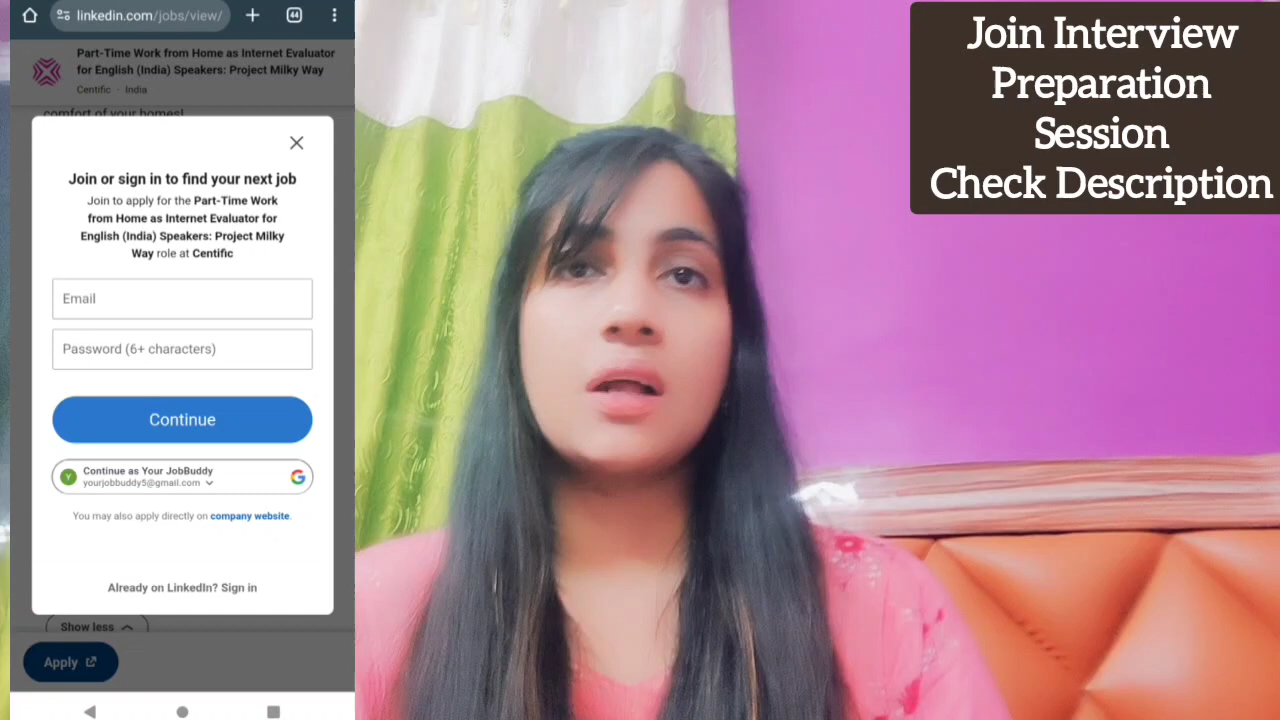 linkedin.com/jobs/view/
44
Part-Time Work from Home as Internet Evaluator
for English (India) Speakers: Project Milky Way
Centific · India
comfort of your homes!
Join or sign in to find your next job
Join to apply for the Part-Time Work
from Home as Internet Evaluator for
English (India) Speakers: Project Milky
Way role at Centific
Email
Password (6+ characters)
Continue
Y
Continue as Your JobBuddy
yourjobbuddy5@gmail.com
You may also apply directly on company website.
Already on LinkedIn? Sign in
Show less
Apply
Join Interview
Preparation
Session
Check Description